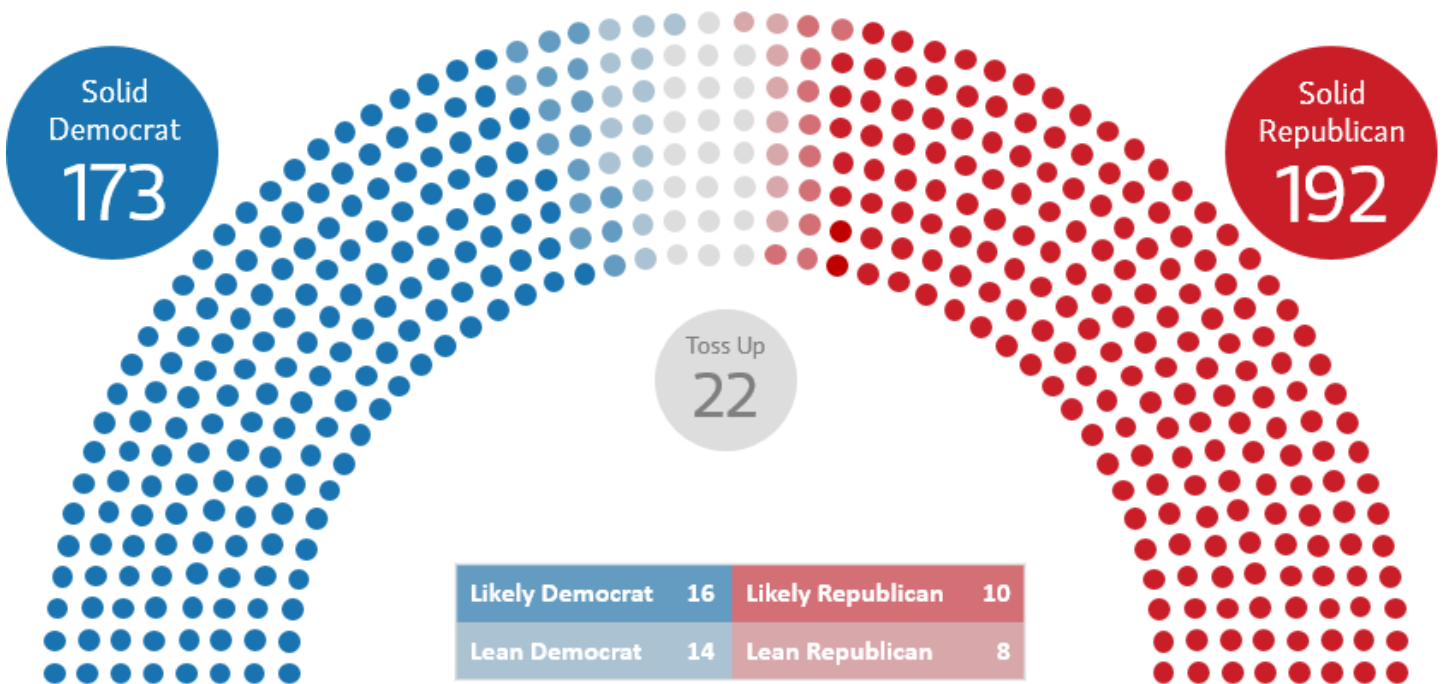 Solid
Democrat
173
Solid
Republican
192
Toss Up
22
Likely Democrat 16 Likely Republican 10
Lean Democrat 14 Lean Republican 8